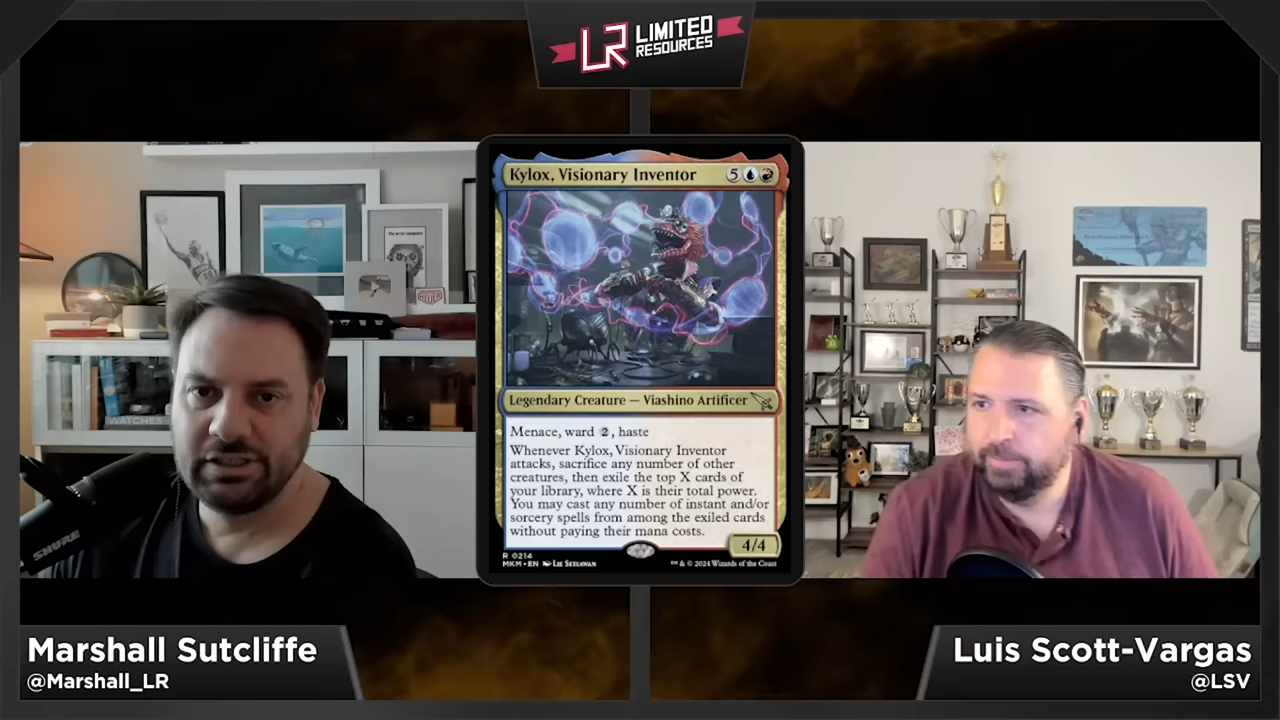 LR LIMITED
RESOURCES
Kylox, Visionary Inventor 5
Legendary Creature — Viashino Artificer
Menace, ward 2, haste
Whenever Kylox, Visionary Inventor
attacks, sacrifice any number of other
creatures, then exile the top X cards of
your library, where X is their total power.
You may cast any number of instant and/or
sorcery spells from among the exiled cards
without paying their mana costs.
4/4
R 0214
MKM • EN Lie Setiawan
™ & © 2024 Wizards of the Coast
WATCHES
SHURE
Marshall Sutcliffe
@Marshall_LR
Luis Scott-Vargas
@LSV